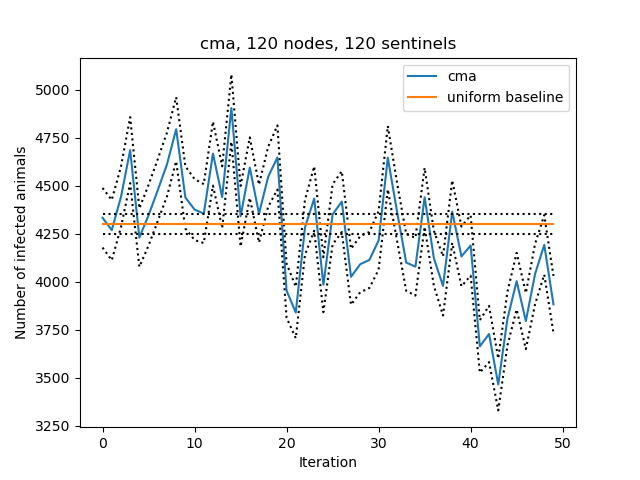 cma, 120 nodes, 120 sentinels
cma
uniform baseline
Number of infected animals
5000
4750
4500
4250
4000
3750
3500
3250
0 10 20 30 40 50
Iteration